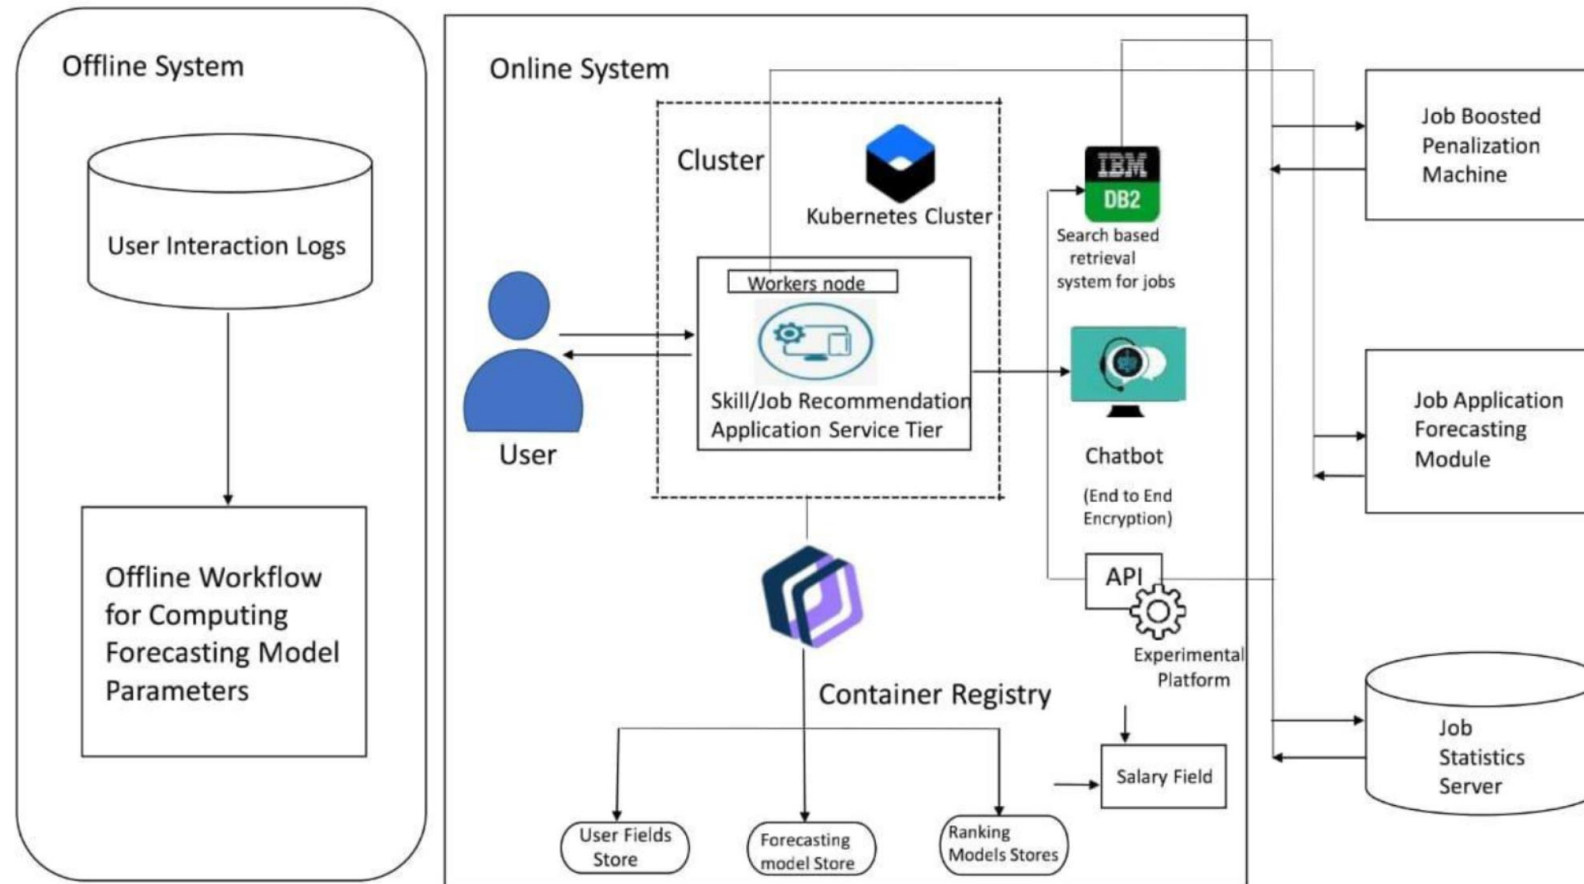 Offline System
User Interaction Logs
Offline Workflow
for Computing
Forecasting Model
Parameters
Online System
Cluster
Kubernetes Cluster
Workers node
Skill/Job Recommendation
Application Service Tier
User
IBM
DB2
Search based
retrieval
system for jobs
Chatbot
(End to End
Encryption)
API
Experimental
Platform
Container Registry
Salary Field
User Fields
Store
Forecasting
model Store
Ranking
Models Stores
Job Boosted
Penalization
Machine
Job Application
Forecasting
Module
Job
Statistics
Server